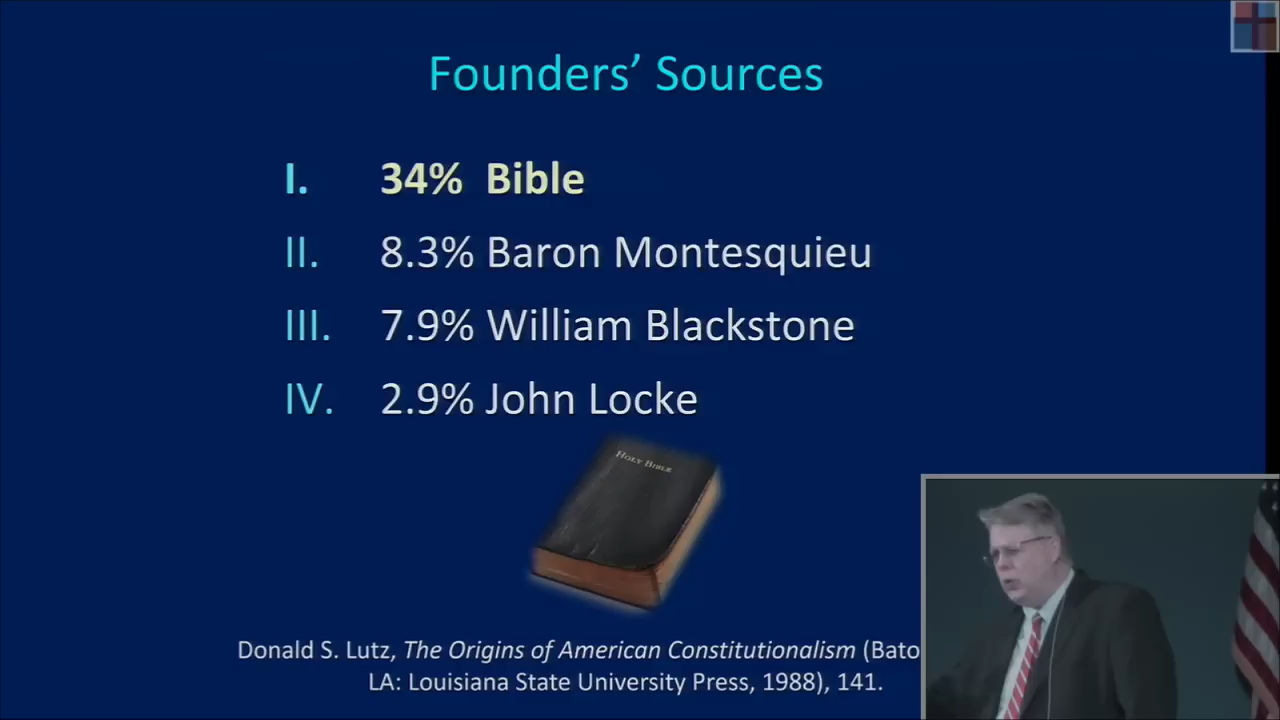 Founders’ Sources
I. 34% Bible
II. 8.3% Baron Montesquieu
III. 7.9% William Blackstone
IV. 2.9% John Locke
HOLY BIBLE
Donald S. Lutz, The Origins of American Constitutionalism (Bato
LA: Louisiana State University Press, 1988), 141.